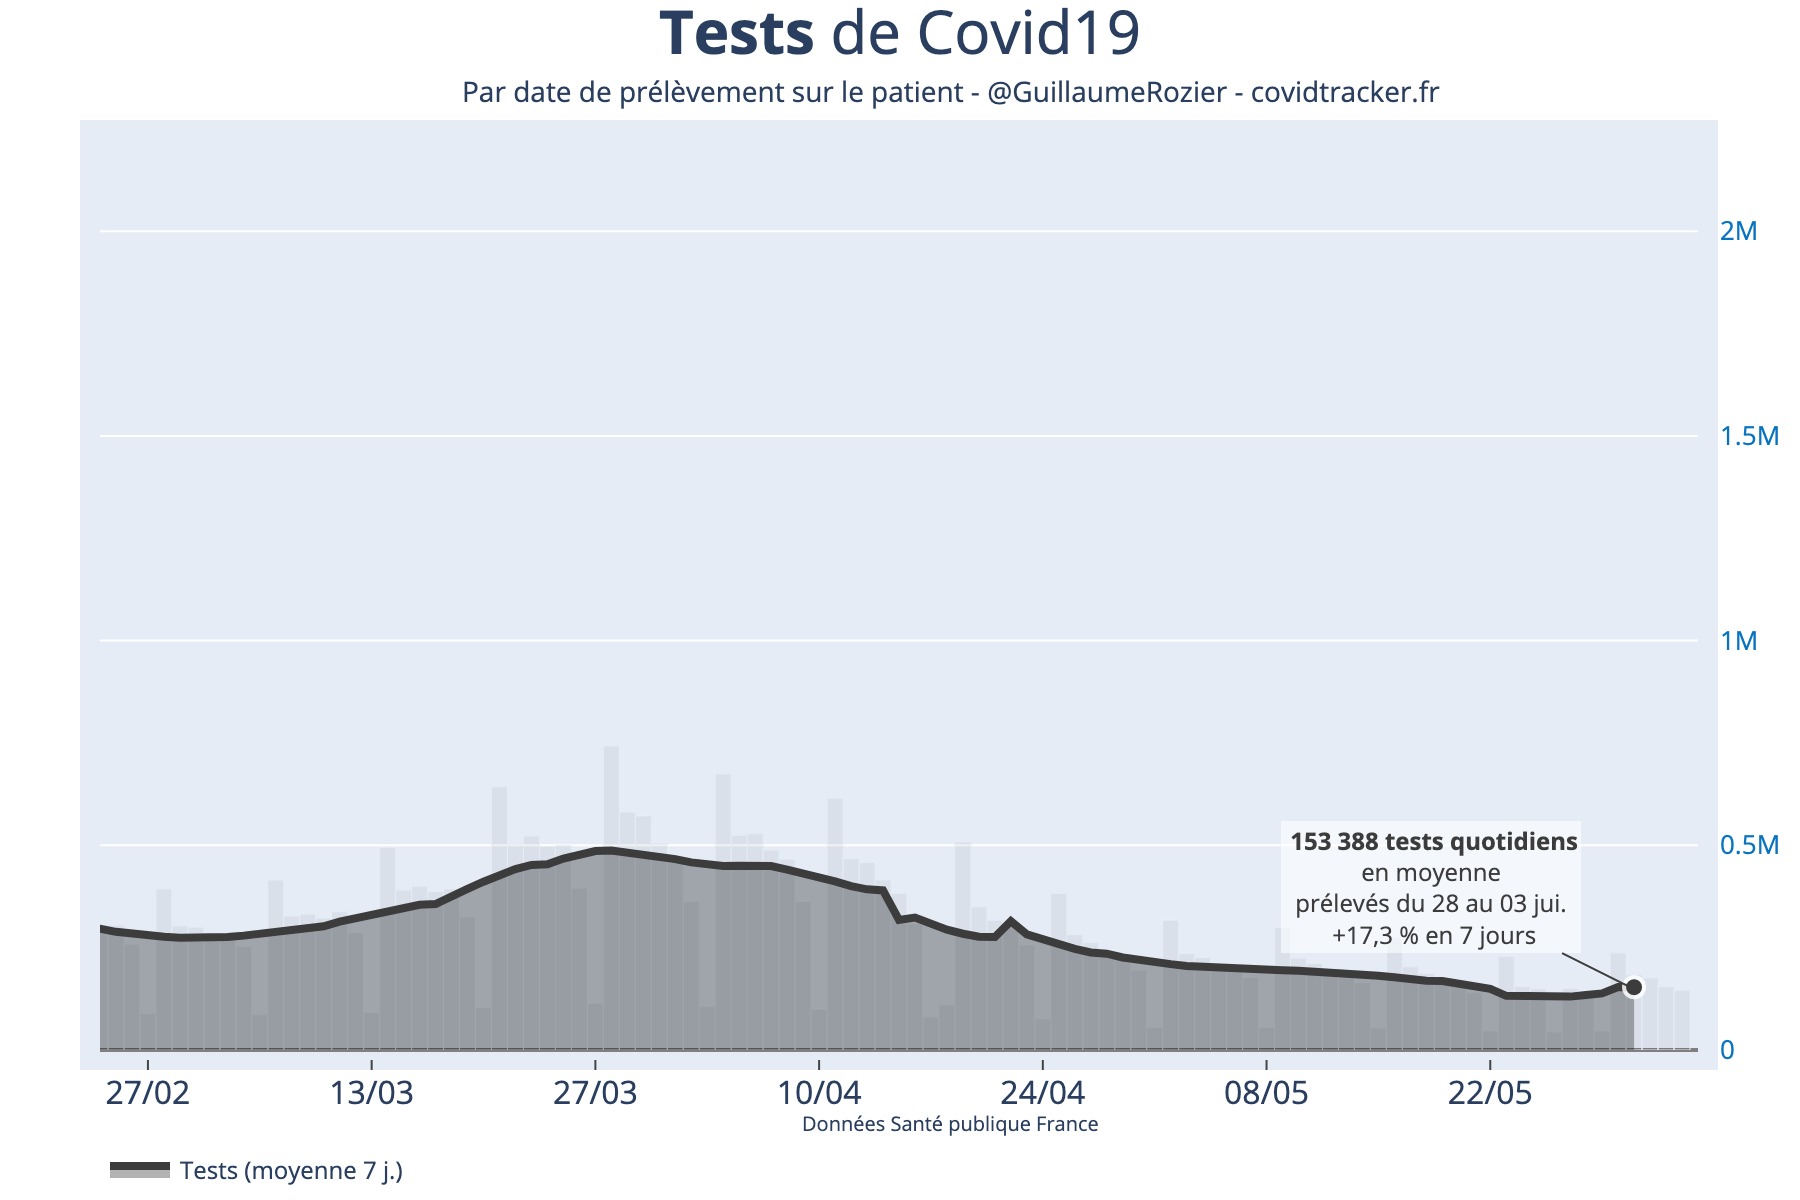 Tests de Covid19
Par date de prélèvement sur le patient - @GuillaumeRozier - covidtracker.fr
2M
1.5M
1M
0.5M
0
153 388 tests quotidiens
en moyenne
prélevés du 28 au 03 jui.
+17,3 % en 7 jours
27/02 13/03 27/03 10/04 24/04 08/05 22/05
Données Santé publique France
Tests (moyenne 7 j.)